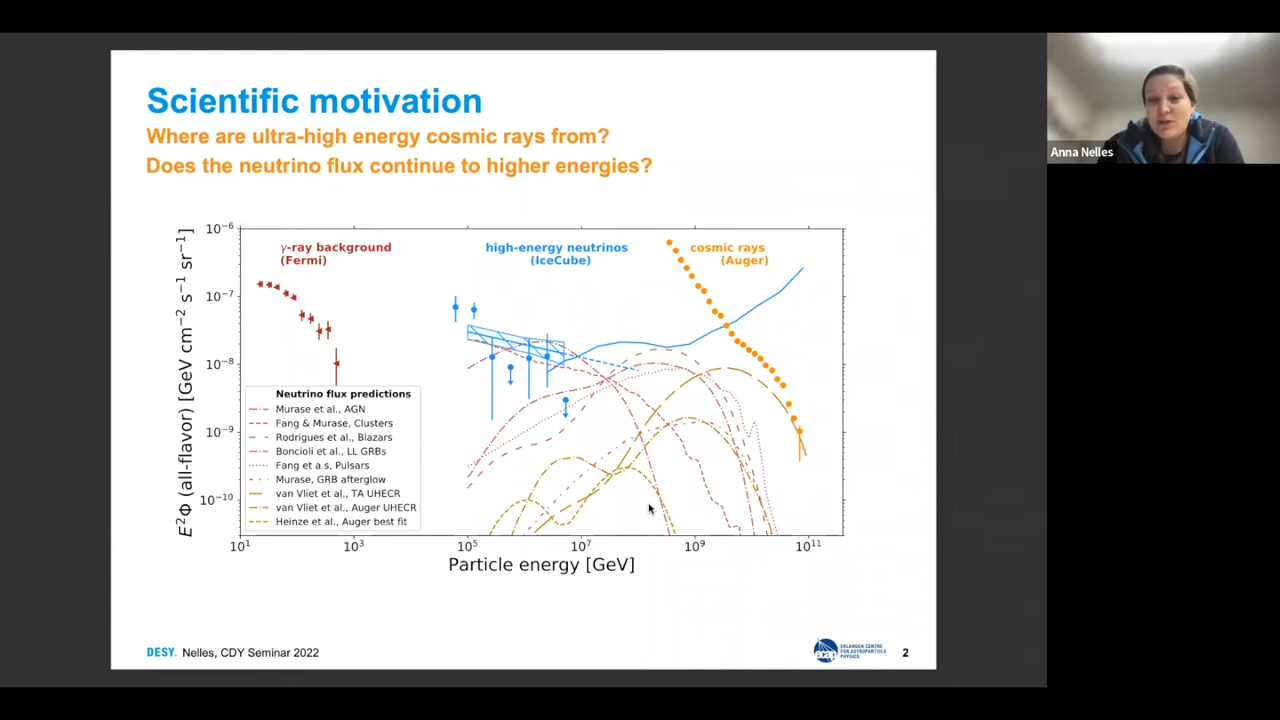 Scientific motivation
Where are ultra-high energy cosmic rays from?
Does the neutrino flux continue to higher energies?
Anna Nelles
E²Φ (all-flavor) [GeV cm⁻² s⁻¹ sr⁻¹]
10⁻⁶
10⁻⁷
10⁻⁸
10⁻⁹
10⁻¹⁰
γ-ray background
(Fermi)
high-energy neutrinos
(IceCube)
cosmic rays
(Auger)
Neutrino flux predictions
Murase et al., AGN
Fang & Murase, Clusters
Rodrigues et al., Blazars
Boncioli et al., LL GRBs
Fang et a.s, Pulsars
Murase, GRB afterglow
van Vliet et al., TA UHECR
van Vliet et al., Auger UHECR
Heinze et al., Auger best fit
10¹ 10³ 10⁵ 10⁷ 10⁹ 10¹¹
Particle energy [GeV]
DESY. Nelles, CDY Seminar 2022
ecap
ERLANGEN CENTRE
FOR ASTROPARTICLE
PHYSICS
2